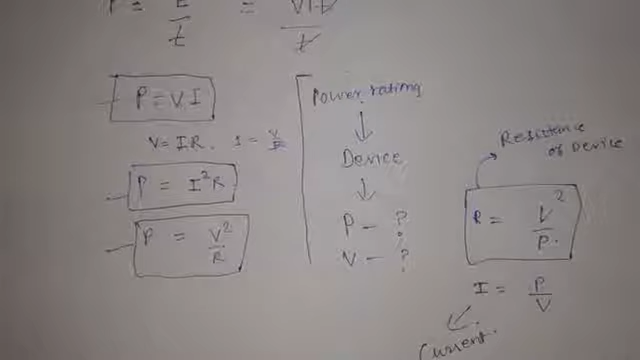 P = E/t = VIt/t
P = VI
V = IR. I = V/R
P = I²R
P = V²/R
Power rating
↓
Device
↓
P - ?
V - ?
Resistance of Device
R = V²/P.
I = P/V
Current.